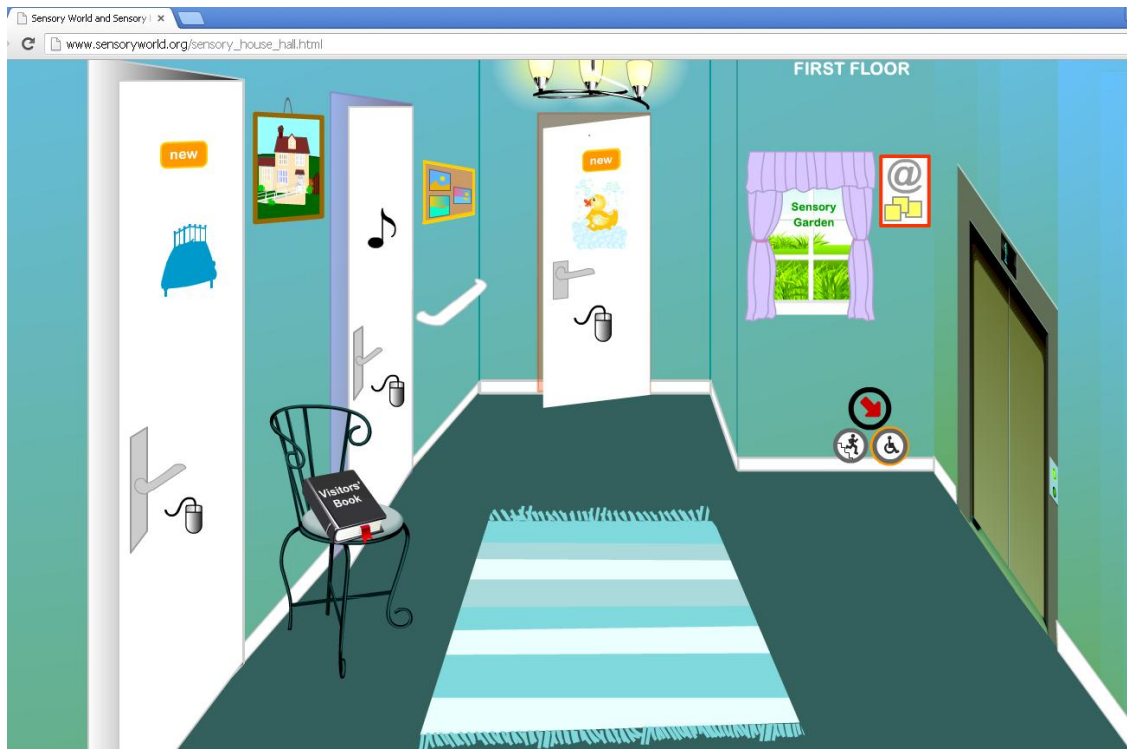 Sensory World and Sensory
www.sensoryworld.org/sensory_house_hall.html
FIRST FLOOR
new
new
Sensory
Garden
@
Visitors'
Book